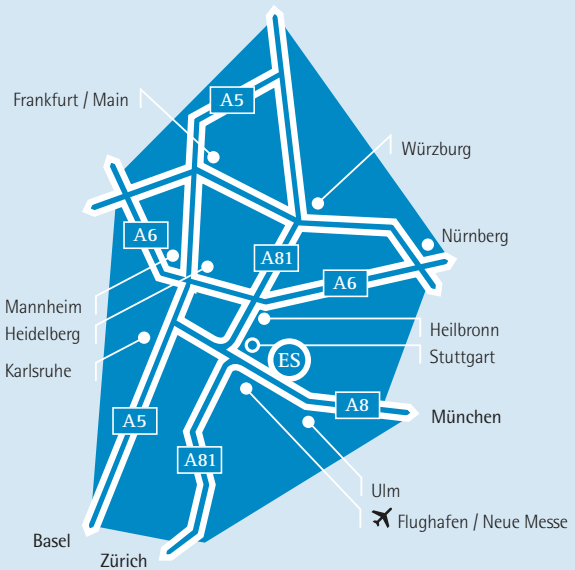 A5
Frankfurt / Main
Würzburg
A6
A81
Nürnberg
A6
Mannheim
Heidelberg
Heilbronn
Karlsruhe
ES
Stuttgart
A5
A8
München
A81
Ulm
Flughafen / Neue Messe
Basel
Zürich